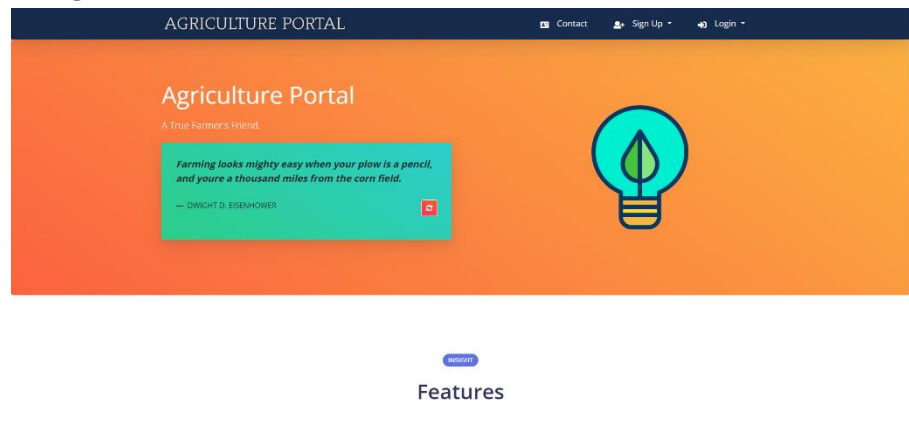 AGRICULTURE PORTAL
Contact
Sign Up
Login
Agriculture Portal
A True Farmer's Friend.
Farming looks mighty easy when your plow is a pencil,
and youre a thousand miles from the corn field.
— DWIGHT D. EISENHOWER
INSIGHT
Features